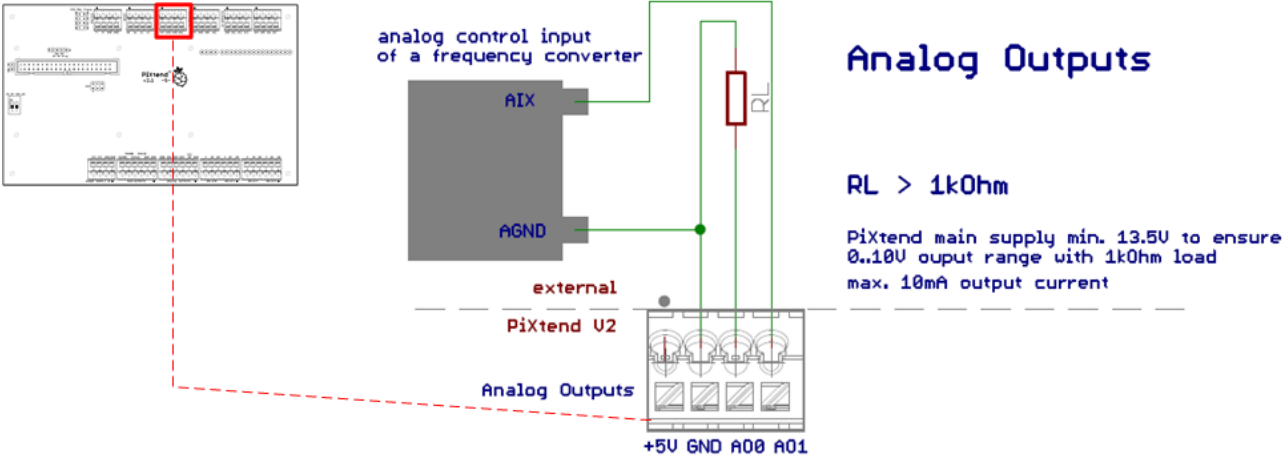 PiXtend
analog control input
of a frequency converter
AIX
AGND
RL
Analog Outputs
RL > 1kOhm
PiXtend main supply min. 13.5V to ensure
0..10V ouput range with 1kOhm load
max. 10mA output current
external
PiXtend V2
Analog Outputs
+5V GND AO0 AO1